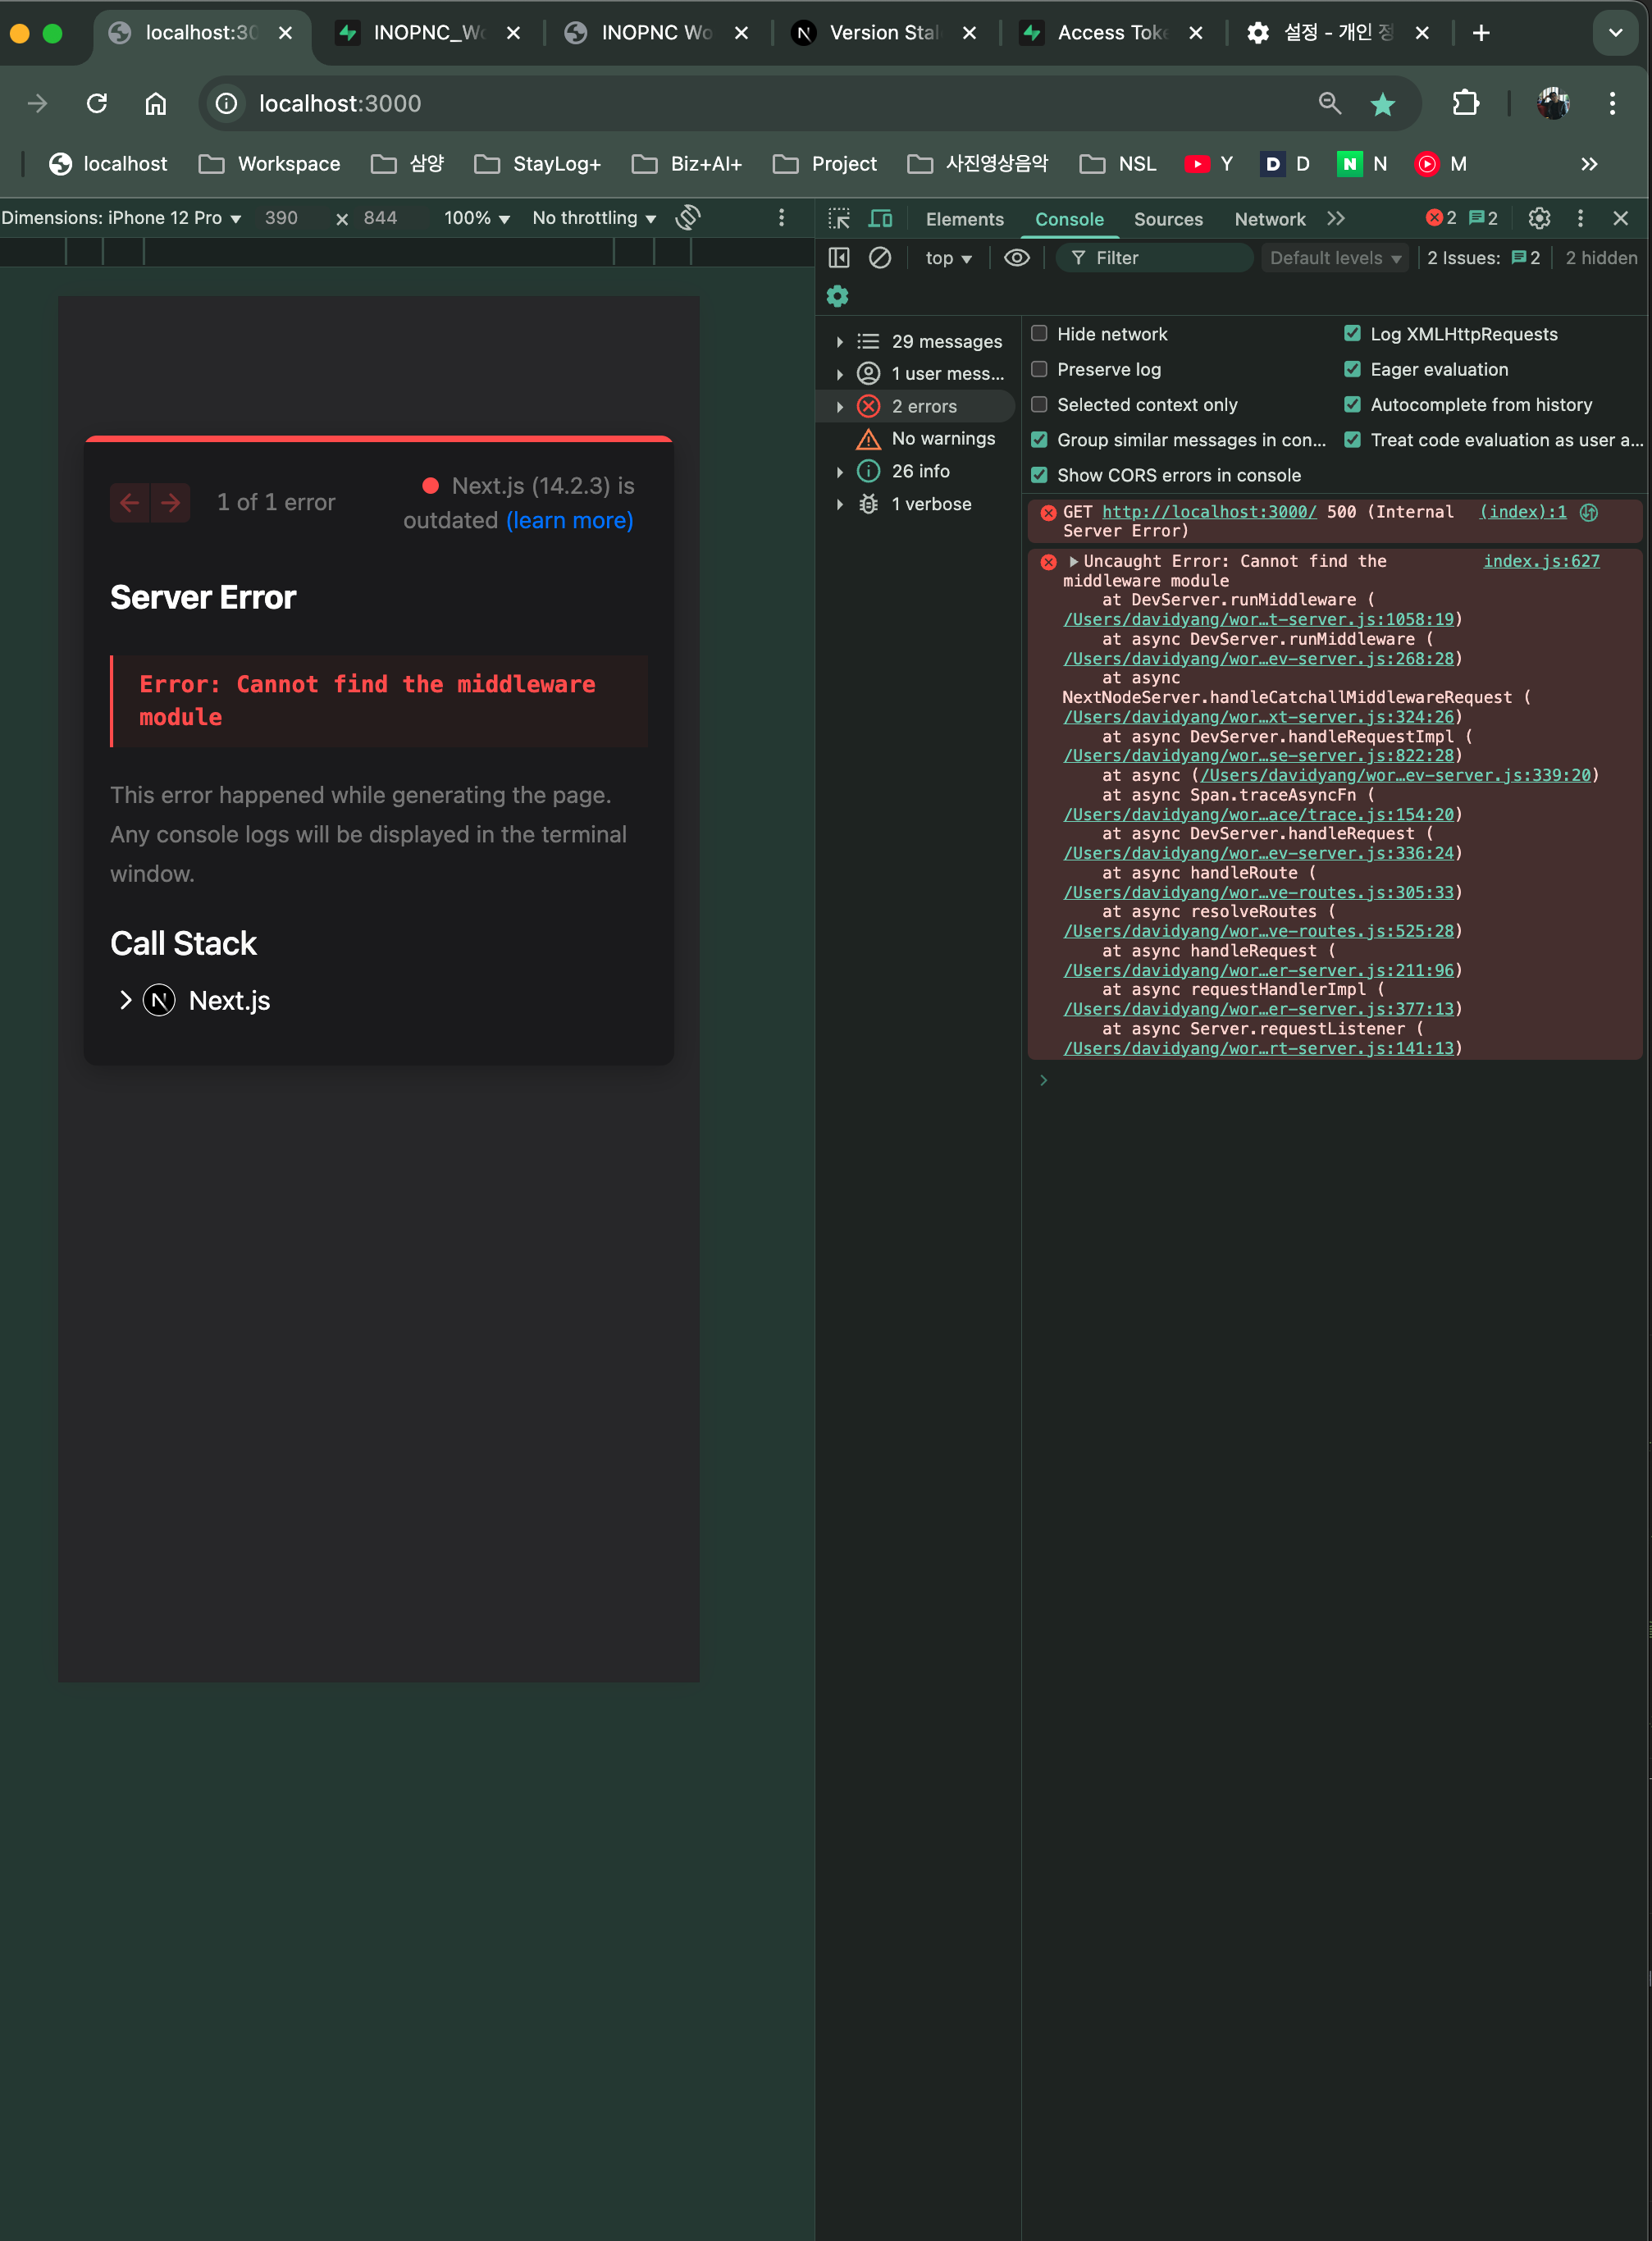 localhost:30
INOPNC_Wo
INOPNC Wo
Version Stal
Access Toke
설정 - 개인 정
localhost:3000
localhost
Workspace
삼양
StayLog+
Biz+AI+
Project
사진영상음악
NSL
Y
D D
N N
M
Dimensions: iPhone 12 Pro 390 x 844 100% No throttling
Elements Console Sources Network 2 2
top Filter Default levels 2 Issues: 2 2 hidden
29 messages
1 user mess...
2 errors
No warnings
26 info
1 verbose
Hide network
Log XMLHttpRequests
Preserve log
Eager evaluation
Selected context only
Autocomplete from history
Group similar messages in con...
Treat code evaluation as user a...
Show CORS errors in console
1 of 1 error
Next.js (14.2.3) is
outdated (learn more)
Server Error
Error: Cannot find the middleware
module
This error happened while generating the page.
Any console logs will be displayed in the terminal
window.
Call Stack
N Next.js
GET http://localhost:3000/ 500 (Internal (index):1
Server Error)
Uncaught Error: Cannot find the index.js:627
middleware module
at DevServer.runMiddleware (
/Users/davidyang/wor…t-server.js:1058:19)
at async DevServer.runMiddleware (
/Users/davidyang/wor…ev-server.js:268:28)
at async
NextNodeServer.handleCatchallMiddlewareRequest (
/Users/davidyang/wor…xt-server.js:324:26)
at async DevServer.handleRequestImpl (
/Users/davidyang/wor…se-server.js:822:28)
at async (/Users/davidyang/wor…ev-server.js:339:20)
at async Span.traceAsyncFn (
/Users/davidyang/wor…ace/trace.js:154:20)
at async DevServer.handleRequest (
/Users/davidyang/wor…ev-server.js:336:24)
at async handleRoute (
/Users/davidyang/wor…ve-routes.js:305:33)
at async resolveRoutes (
/Users/davidyang/wor…ve-routes.js:525:28)
at async handleRequest (
/Users/davidyang/wor…er-server.js:211:96)
at async requestHandlerImpl (
/Users/davidyang/wor…er-server.js:377:13)
at async Server.requestListener (
/Users/davidyang/wor…rt-server.js:141:13)